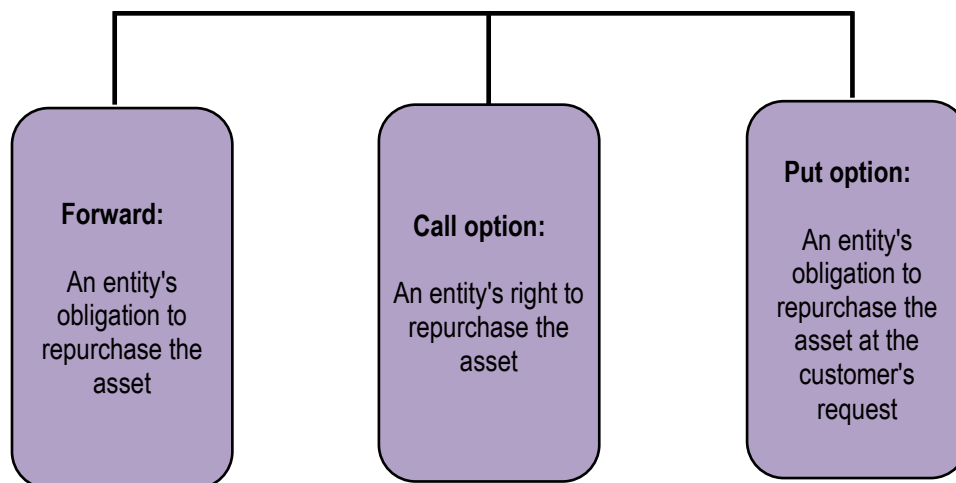 Forward:
An entity's
obligation to
repurchase the
asset
Call option:
An entity's right to
repurchase the
asset
Put option:
An entity's
obligation to
repurchase the
asset at the
customer's
request